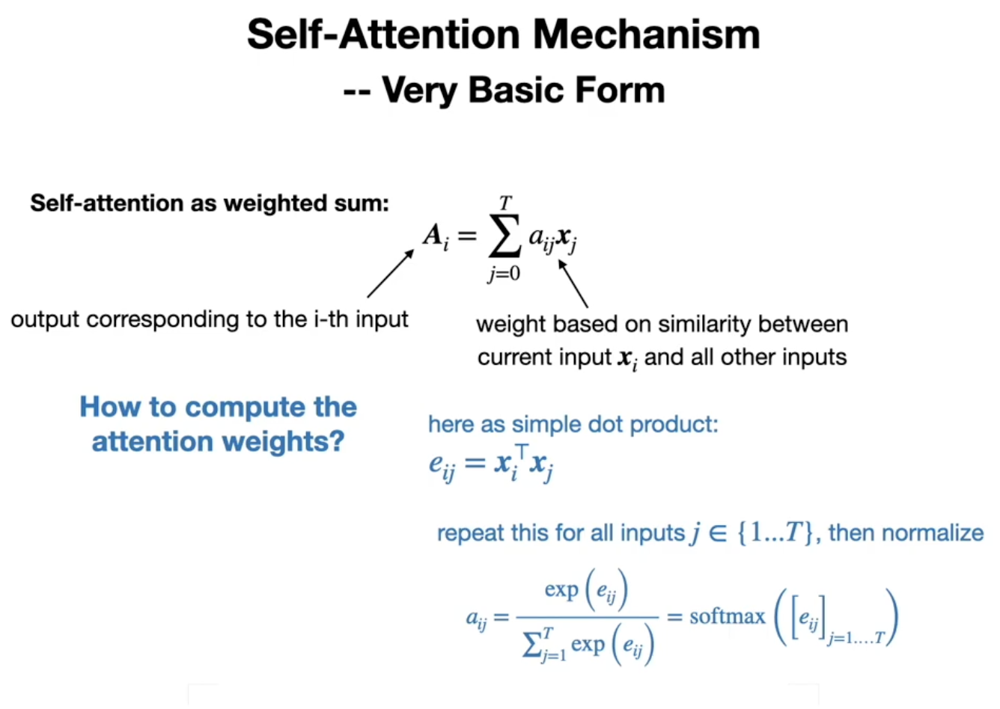 Self-Attention Mechanism
-- Very Basic Form
Self-attention as weighted sum:
$\boldsymbol{A}_i = \sum_{j=0}^{T} a_{ij}\boldsymbol{x}_j$
output corresponding to the i-th input
weight based on similarity between
current input $\boldsymbol{x}_i$ and all other inputs
How to compute the
attention weights?
here as simple dot product:
$e_{ij} = \boldsymbol{x}_i^\top \boldsymbol{x}_j$
repeat this for all inputs $j \in \{1...T\}$, then normalize
$a_{ij} = \frac{\exp\left(e_{ij}\right)}{\sum_{j=1}^{T} \exp\left(e_{ij}\right)} = \text{softmax}\left(\left[e_{ij}\right]_{j=1....T}\right)$